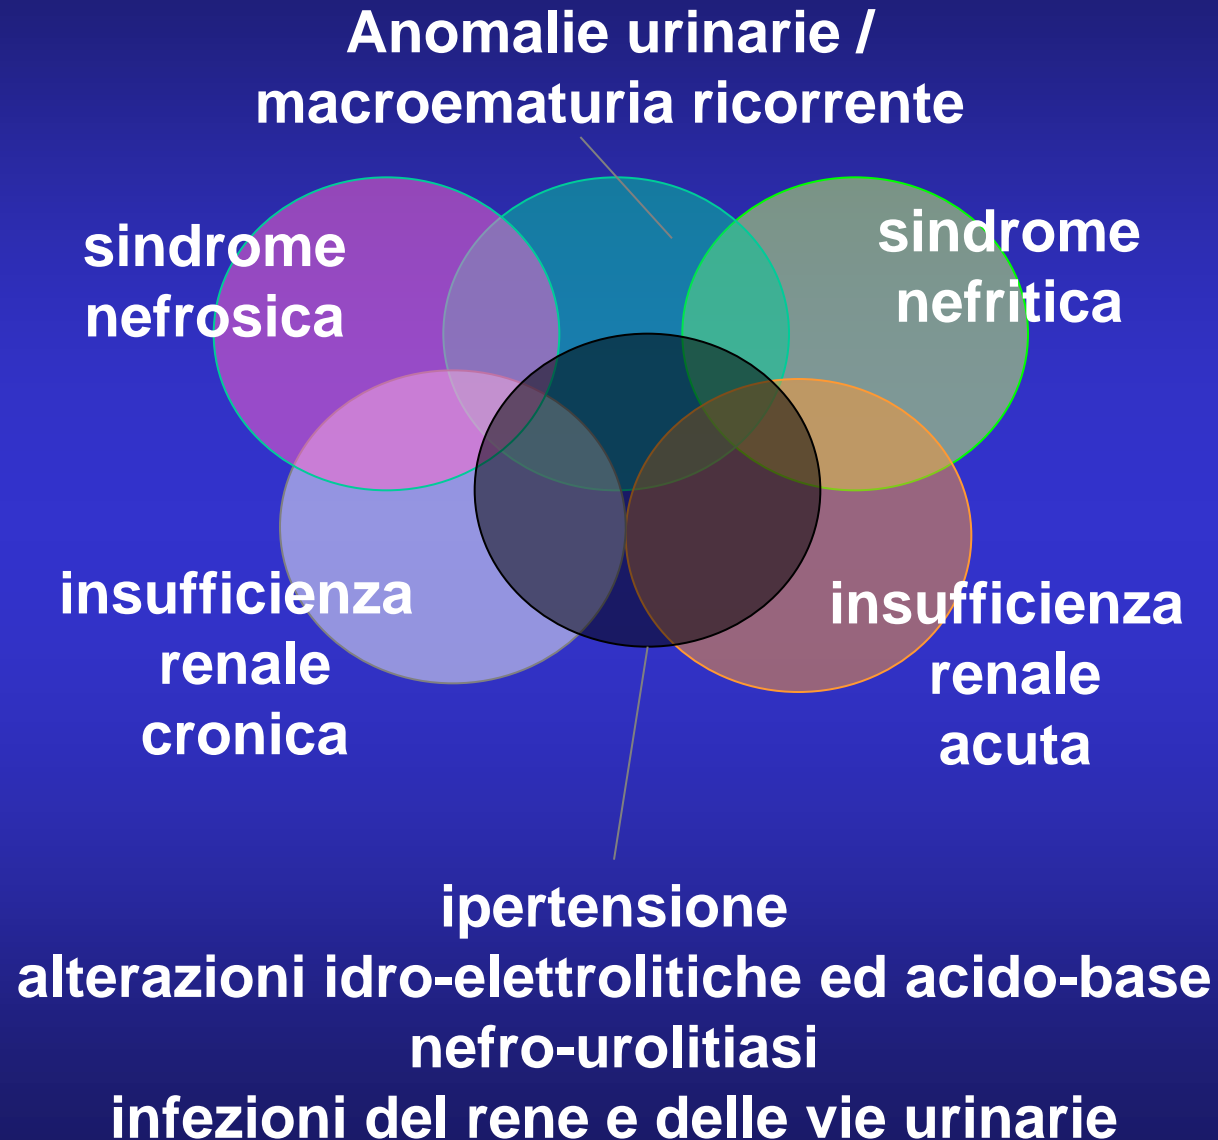 Anomalie urinarie /
macroematuria ricorrente
sindrome
nefrosica
sindrome
nefritica
insufficienza
renale
cronica
insufficienza
renale
acuta
ipertensione
alterazioni idro-elettrolitiche ed acido-base
nefro-urolitiasi
infezioni del rene e delle vie urinarie